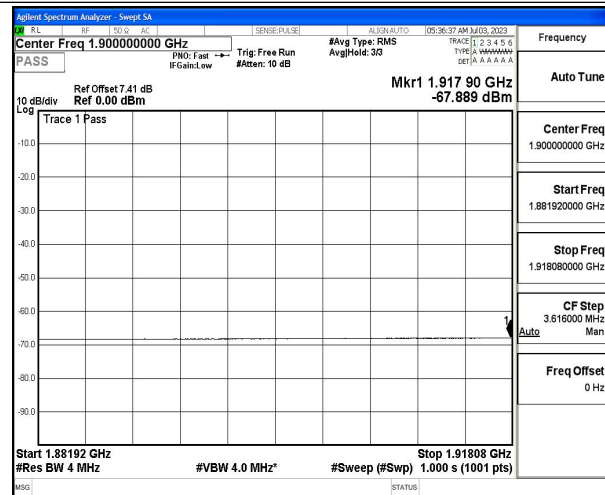 Agilent Spectrum Analyzer - Swept SA
RL RF 50 Ω AC SENSE:PULSE ALIGN AUTO 05:36:37 AM Jul 03, 2023
Center Freq 1.900000000 GHz
PASS
PNO: Fast
IFGain:Low
Trig: Free Run
#Atten: 10 dB
#Avg Type: RMS
Avg|Hold: 3/3
TRACE 1 2 3 4 5 6
TYPE A WWWWW
DET A A A A A A
Ref Offset 7.41 dB
Ref 0.00 dBm
10 dB/div
Log
Mkr1 1.917 90 GHz
-67.889 dBm
Trace 1 Pass
-10.0
-20.0
-30.0
-40.0
-50.0
-60.0
-70.0
-80.0
-90.0
1
Start 1.88192 GHz
Stop 1.91808 GHz
#Res BW 4 MHz
#VBW 4.0 MHz*
#Sweep (#Swp) 1.000 s (1001 pts)
MSG
STATUS
Frequency
Auto Tune
Center Freq
1.900000000 GHz
Start Freq
1.881920000 GHz
Stop Freq
1.918080000 GHz
CF Step
3.616000 MHz
Auto Man
Freq Offset
0 Hz